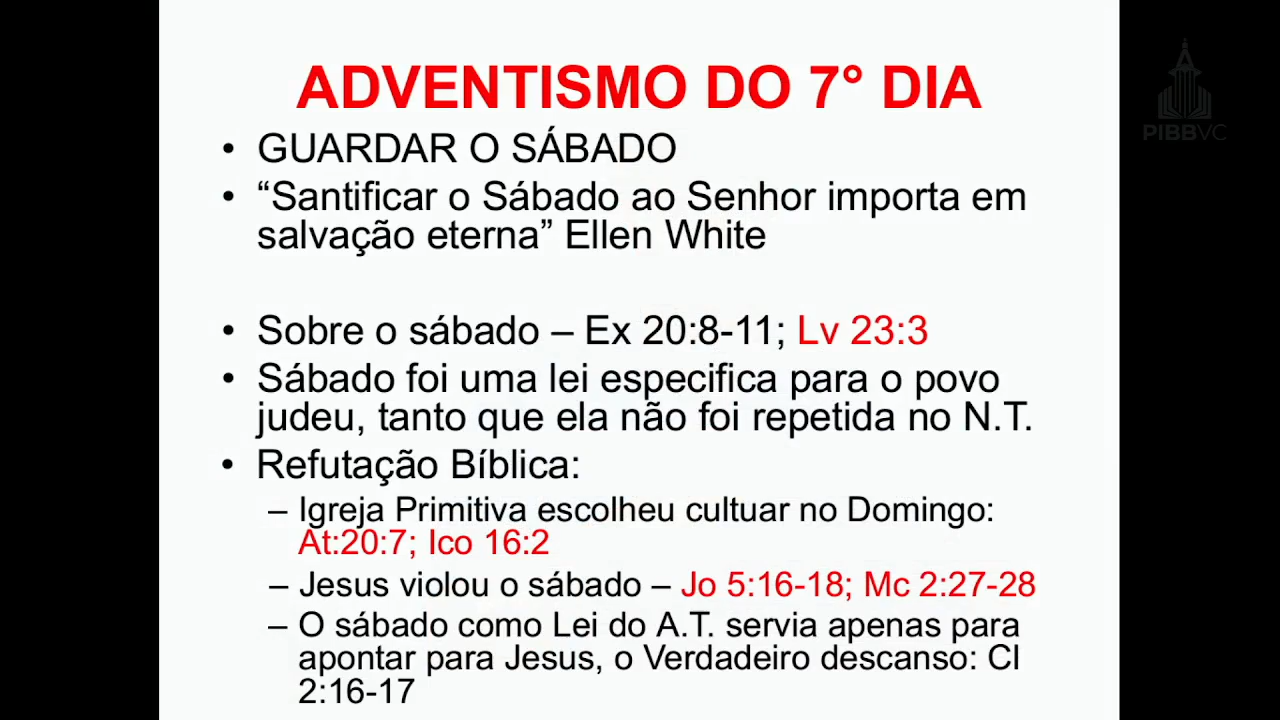 ADVENTISMO DO 7° DIA
PIBBVC
• GUARDAR O SÁBADO
• “Santificar o Sábado ao Senhor importa em
salvação eterna” Ellen White
• Sobre o sábado – Ex 20:8-11; Lv 23:3
• Sábado foi uma lei especifica para o povo
judeu, tanto que ela não foi repetida no N.T.
• Refutação Bíblica:
– Igreja Primitiva escolheu cultuar no Domingo:
At:20:7; Ico 16:2
– Jesus violou o sábado – Jo 5:16-18; Mc 2:27-28
– O sábado como Lei do A.T. servia apenas para
apontar para Jesus, o Verdadeiro descanso: Cl
2:16-17